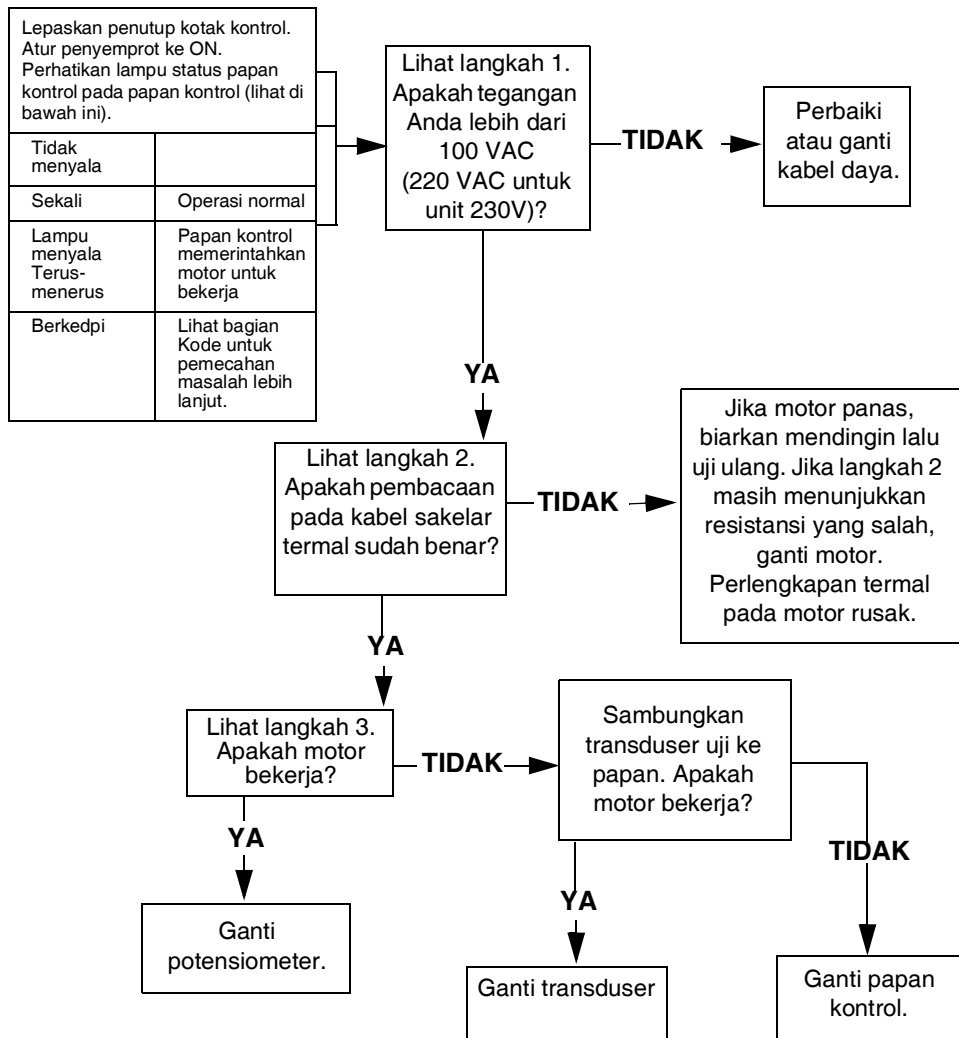 Lepaskan penutup kotak kontrol.
Atur penyemprot ke ON.
Perhatikan lampu status papan
kontrol pada papan kontrol (lihat di
bawah ini).
Tidak
menyala
Sekali
Operasi normal
Lampu
menyala
Terus-
menerus
Papan kontrol
memerintahkan
motor untuk
bekerja
Berkedpi
Lihat bagian
Kode untuk
pemecahan
masalah lebih
lanjut.
Lihat langkah 1.
Apakah tegangan
Anda lebih dari
100 VAC
(220 VAC untuk
unit 230V)?
TIDAK
Perbaiki
atau ganti
kabel daya.
YA
Lihat langkah 2.
Apakah pembacaan
pada kabel sakelar
termal sudah benar?
TIDAK
Jika motor panas,
biarkan mendingin lalu
uji ulang. Jika langkah 2
masih menunjukkan
resistansi yang salah,
ganti motor.
Perlengkapan termal
pada motor rusak.
YA
Lihat langkah 3.
Apakah motor
bekerja?
TIDAK
Sambungkan
transduser uji ke
papan. Apakah
motor bekerja?
YA
Ganti
potensiometer.
YA
Ganti transduser
TIDAK
Ganti papan
kontrol.